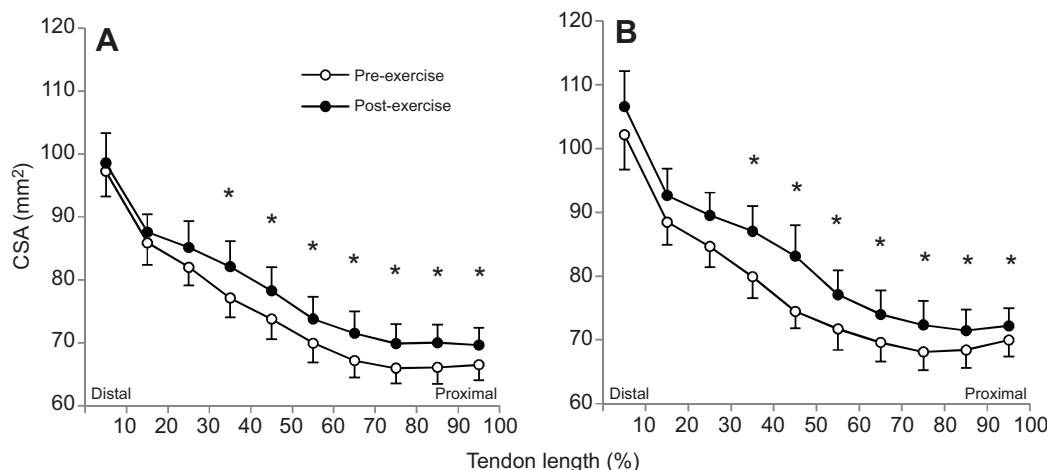 A
B
Pre-exercise
Post-exercise
CSA (mm²)
120
110
100
90
80
70
60
* * * * * * *
Distal
Proximal
10 20 30 40 50 60 70 80 90 100
120
110
100
90
80
70
60
* * * * * * *
Distal
Proximal
10 20 30 40 50 60 70 80 90 100
Tendon length (%)